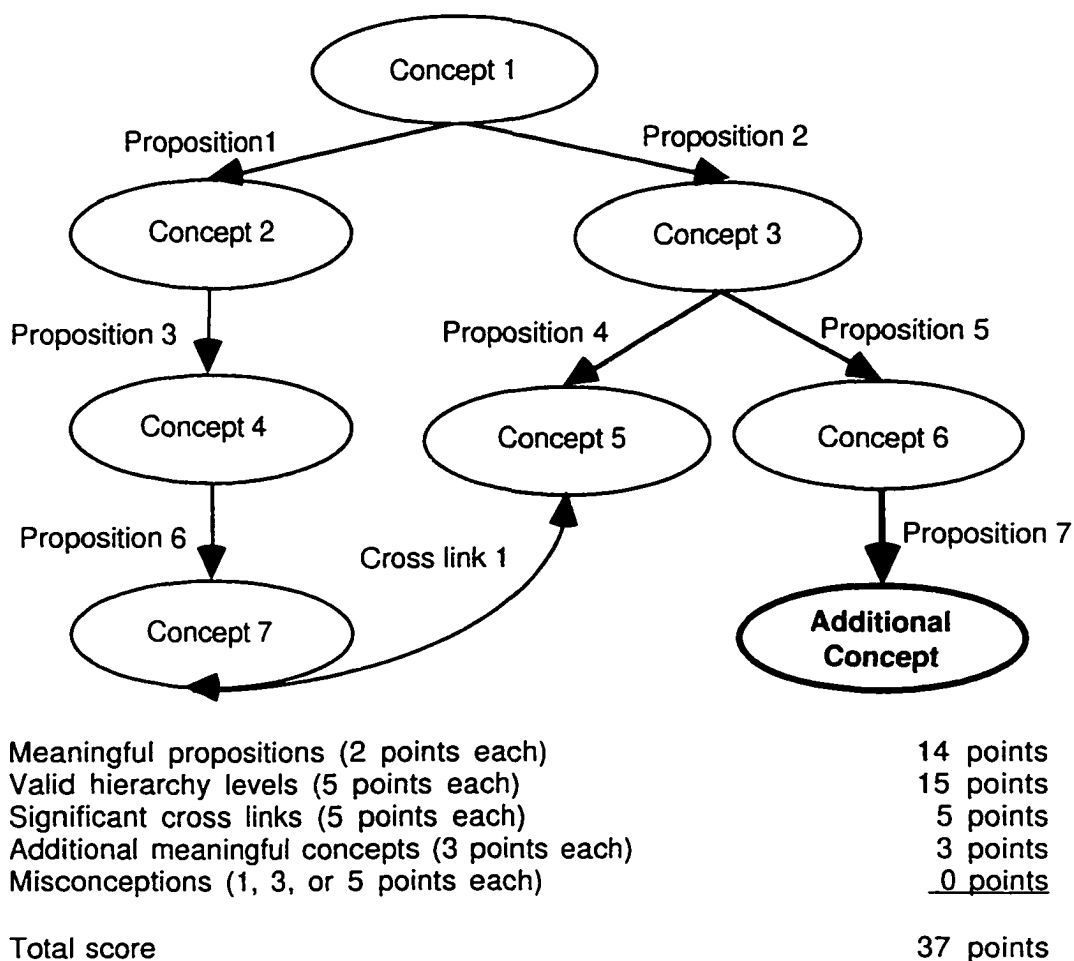 Concept 1
Proposition1
Proposition 2
Concept 2
Concept 3
Proposition 3
Proposition 4
Proposition 5
Concept 4
Concept 5
Concept 6
Proposition 6
Cross link 1
Proposition 7
Concept 7
Additional
Concept
Meaningful propositions (2 points each) 14 points
Valid hierarchy levels (5 points each) 15 points
Significant cross links (5 points each) 5 points
Additional meaningful concepts (3 points each) 3 points
Misconceptions (1, 3, or 5 points each) 0 points
Total score 37 points